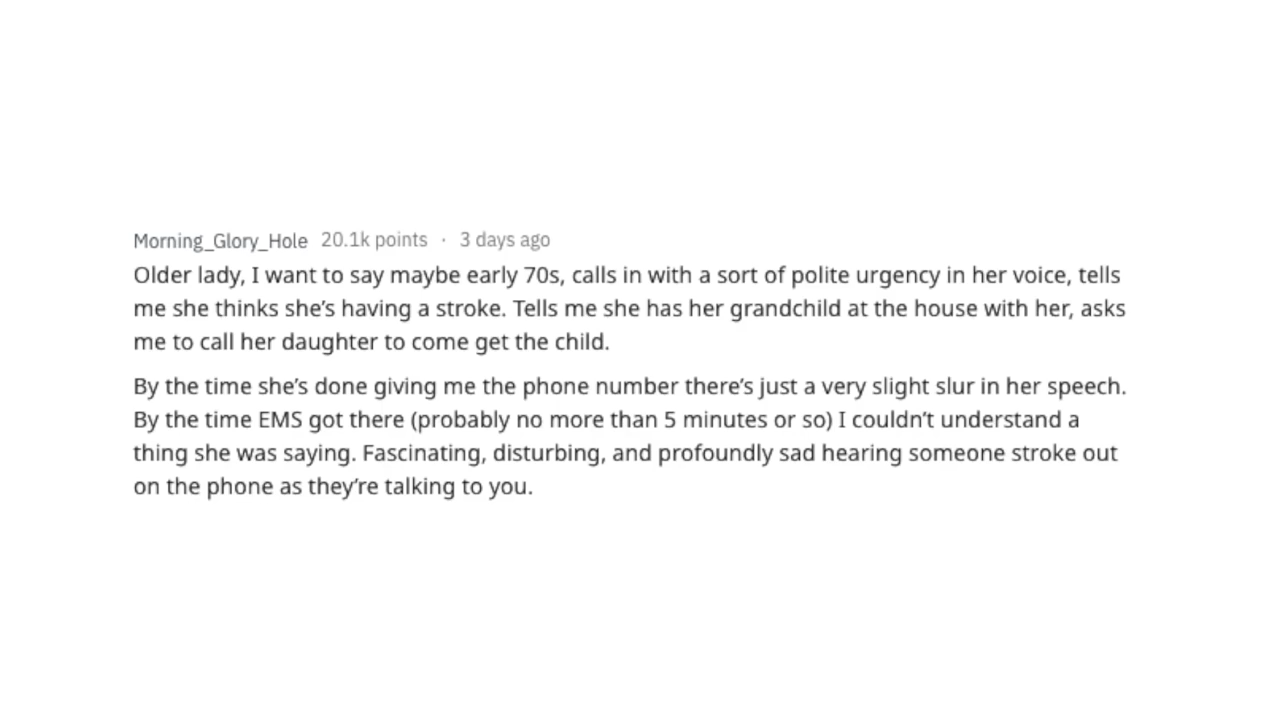 Morning_Glory_Hole 20.1k points · 3 days ago
Older lady, I want to say maybe early 70s, calls in with a sort of polite urgency in her voice, tells
me she thinks she’s having a stroke. Tells me she has her grandchild at the house with her, asks
me to call her daughter to come get the child.
By the time she’s done giving me the phone number there’s just a very slight slur in her speech.
By the time EMS got there (probably no more than 5 minutes or so) I couldn’t understand a
thing she was saying. Fascinating, disturbing, and profoundly sad hearing someone stroke out
on the phone as they’re talking to you.